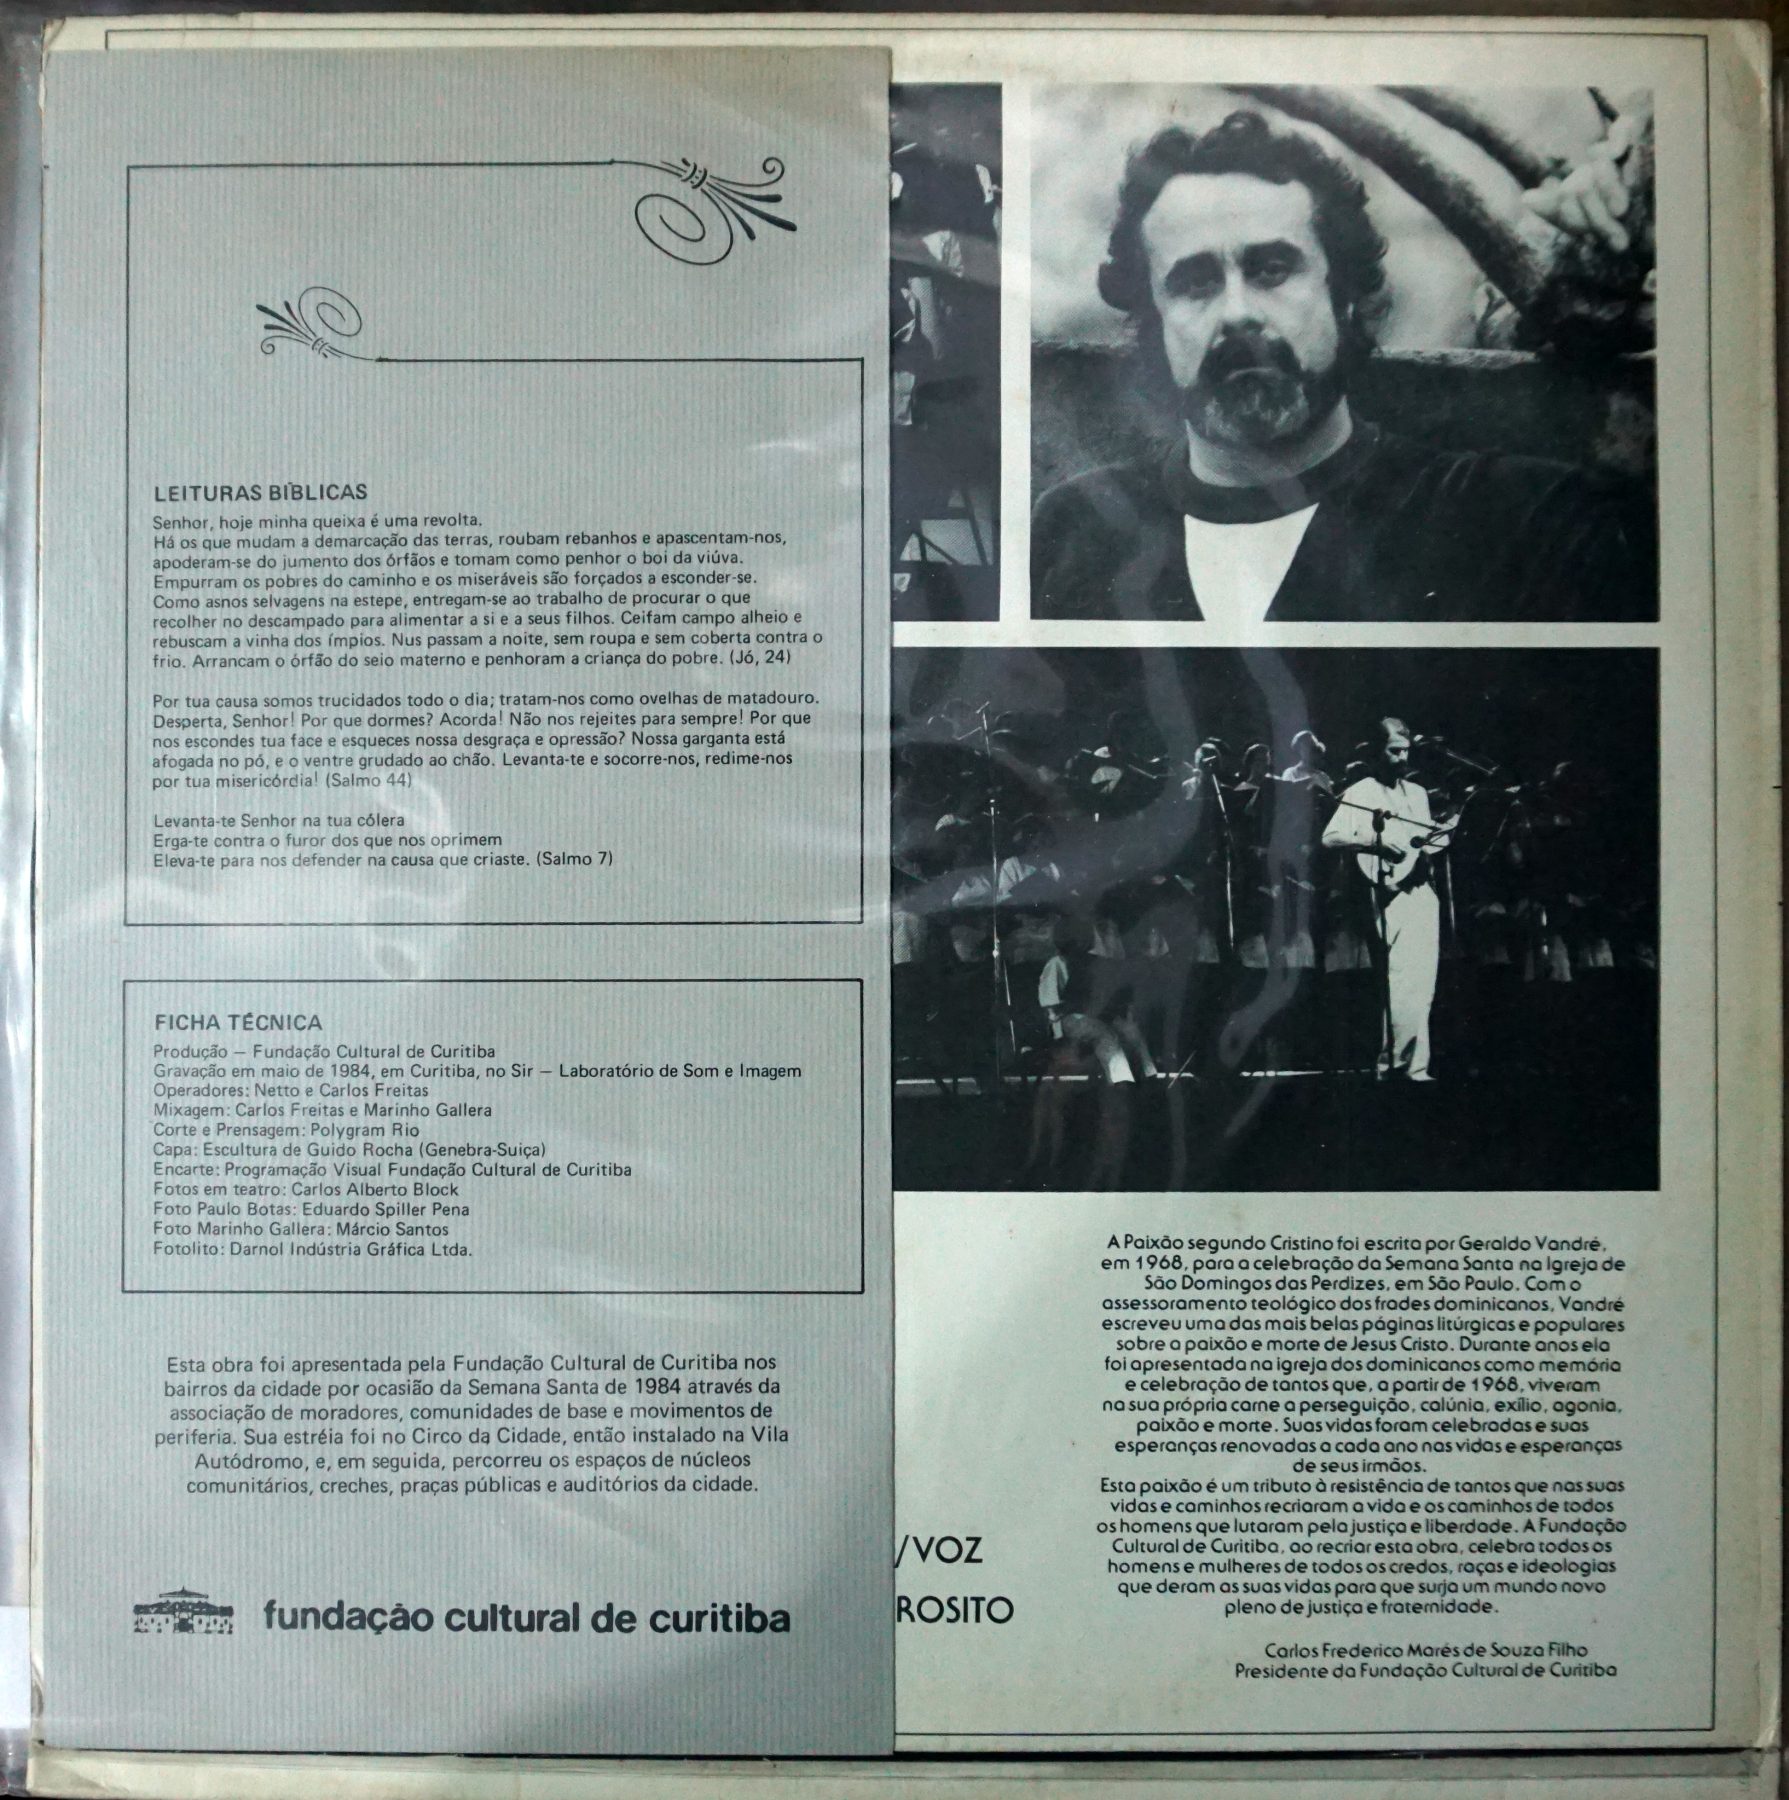 LEITURAS BÍBLICAS
Senhor, hoje minha queixa é uma revolta.
Há os que mudam a demarcação das terras, roubam rebanhos e apascentam-nos,
apoderam-se do jumento dos órfãos e tomam como penhor o boi da viúva.
Empurram os pobres do caminho e os miseráveis são forçados a esconder-se.
Como asnos selvagens na estepe, entregam-se ao trabalho de procurar o que
recolher no descampado para alimentar a si e a seus filhos. Ceifam campo alheio e
rebuscam a vinha dos ímpios. Nus passam a noite, sem roupa e sem coberta contra o
frio. Arrancam o órfão do seio materno e penhoram a criança do pobre. (Jó, 24)
Por tua causa somos trucidados todo o dia; tratam-nos como ovelhas de matadouro.
Desperta, Senhor! Por que dormes? Acorda! Não nos rejeites para sempre! Por que
nos escondes tua face e esqueces nossa desgraça e opressão? Nossa garganta está
afogada no pó, e o ventre grudado ao chão. Levanta-te e socorre-nos, redime-nos
por tua misericórdia! (Salmo 44)
Levanta-te Senhor na tua cólera
Erga-te contra o furor dos que nos oprimem
Eleva-te para nos defender na causa que criaste. (Salmo 7)
FICHA TÉCNICA
Produção — Fundação Cultural de Curitiba
Gravação em maio de 1984, em Curitiba, no Sir — Laboratório de Som e Imagem
Operadores: Netto e Carlos Freitas
Mixagem: Carlos Freitas e Marinho Gallera
Corte e Prensagem: Polygram Rio
Capa: Escultura de Guido Rocha (Genebra-Suiça)
Encarte: Programação Visual Fundação Cultural de Curitiba
Fotos em teatro: Carlos Alberto Block
Foto Paulo Botas: Eduardo Spiller Pena
Foto Marinho Gallera: Márcio Santos
Fotolito: Darnol Indústria Gráfica Ltda.
Esta obra foi apresentada pela Fundação Cultural de Curitiba nos
bairros da cidade por ocasião da Semana Santa de 1984 através da
associação de moradores, comunidades de base e movimentos de
periferia. Sua estréia foi no Circo da Cidade, então instalado na Vila
Autódromo, e, em seguida, percorreu os espaços de núcleos
comunitários, creches, praças públicas e auditórios da cidade.
fundação cultural de curitiba
/VOZ
ROSITO
A Paixão segundo Cristino foi escrita por Geraldo Vandré,
em 1968, para a celebração da Semana Santa na Igreja de
São Domingos das Perdizes, em São Paulo. Com o
assessoramento teológico dos frades dominicanos, Vandré
escreveu uma das mais belas páginas litúrgicas e populares
sobre a paixão e morte de Jesus Cristo. Durante anos ela
foi apresentada na igreja dos dominicanos como memória
e celebração de tantos que, a partir de 1968, viveram
na sua própria carne a perseguição, calúnia, exílio, agonia,
paixão e morte. Suas vidas foram celebradas e suas
esperanças renovadas a cada ano nas vidas e esperanças
de seus irmãos.
Esta paixão é um tributo à resistência de tantos que nas suas
vidas e caminhos recriaram a vida e os caminhos de todos
os homens que lutaram pela justiça e liberdade. A Fundação
Cultural de Curitiba, ao recriar esta obra, celebra todos os
homens e mulheres de todos os credos, raças e ideologias
que deram as suas vidas para que surja um mundo novo
pleno de justiça e fraternidade.
Carlos Frederico Marés de Souza Filho
Presidente da Fundação Cultural de Curitiba